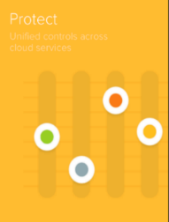 Protect
Unified controls across
cloud services